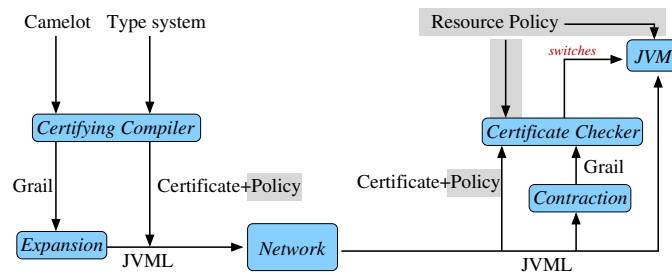 Camelot
Type system
Resource Policy
switches
JVM
Certifying Compiler
Certificate Checker
Grail
Certificate+Policy
Certificate+Policy
Grail
Contraction
Expansion
JVML
Network
JVML